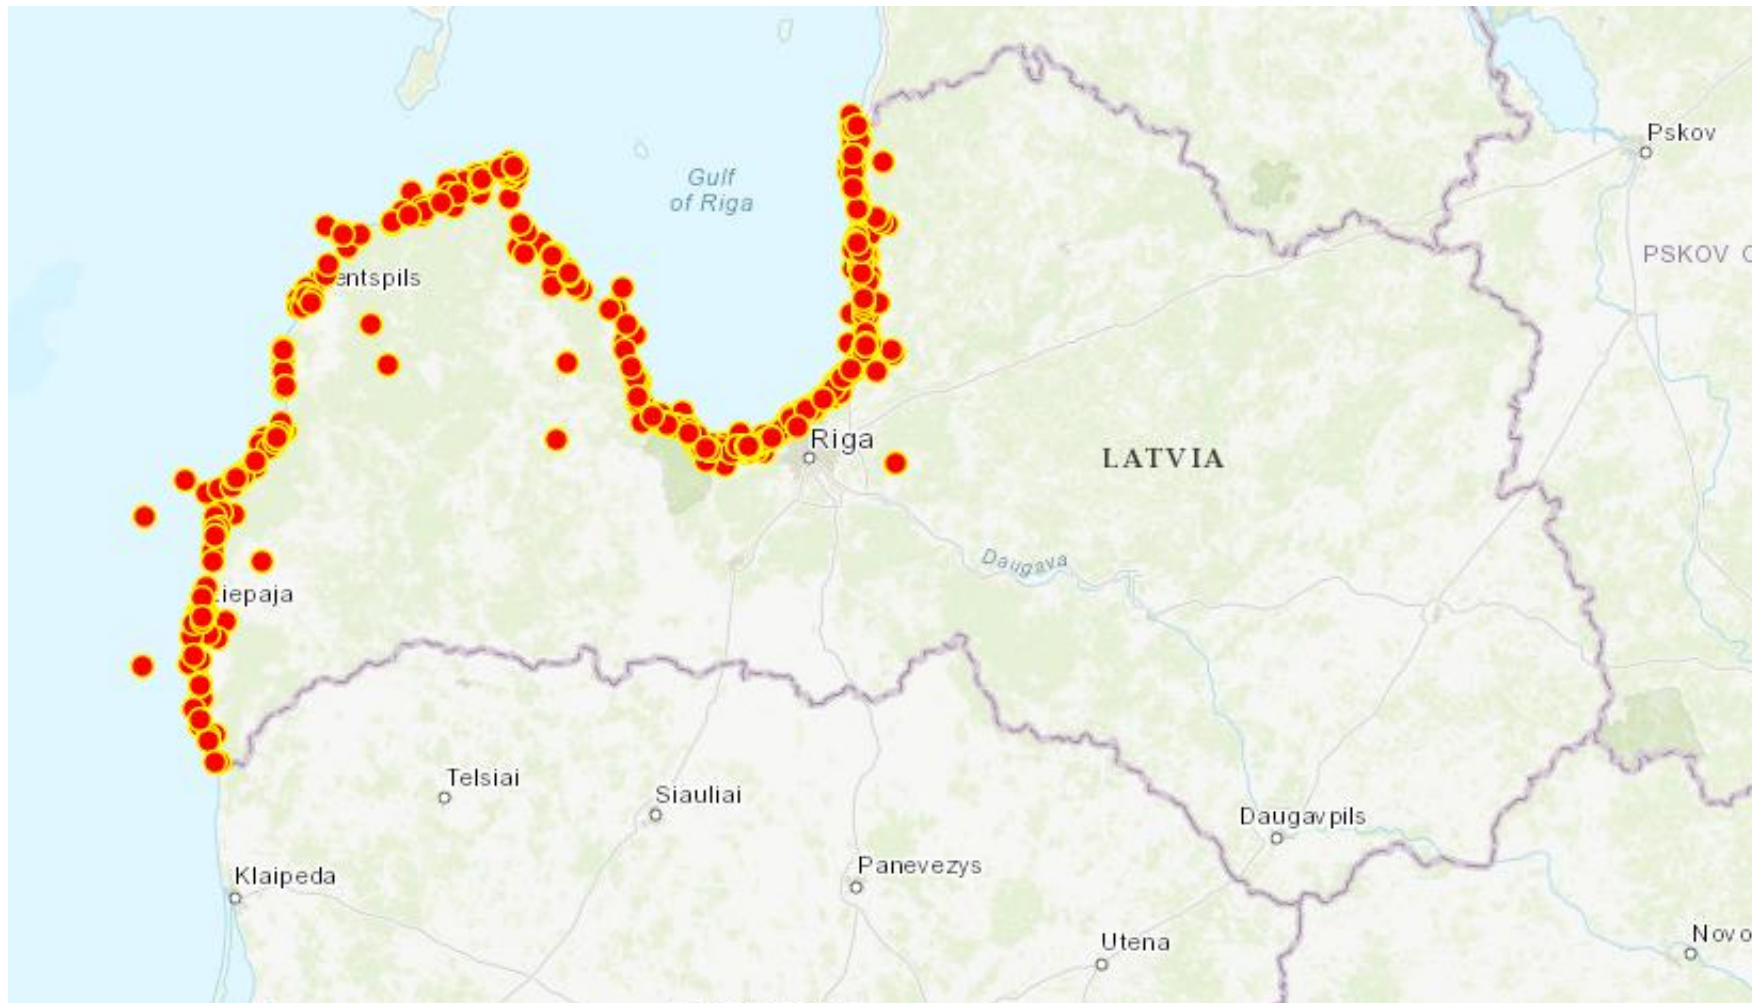 Pskov
Gulf
of Riga
PSKOV O
entspils
Riga
LATVIA
Daugava
iepaja
Telsiai
Siauliai
Daugavpils
Panevezys
Klaipeda
Utena
Novo